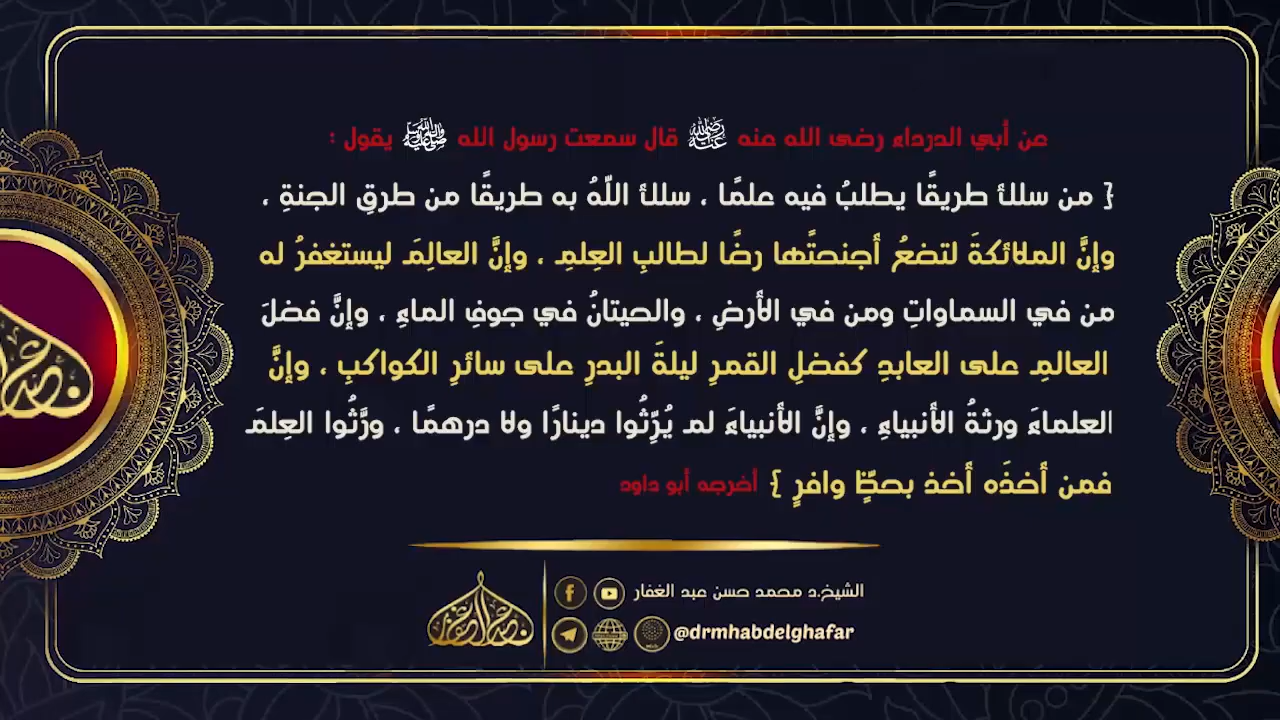 عن أبي الدرداء رضى الله عنه ﵁ قال سمعت رسول الله ﷺ يقول :
{ من سلك طريقًا يطلبُ فيه علمًا ، سلك اللّهُ به طريقًا من طرقِ الجنةِ ،
وإنَّ الملائكةَ لتضعُ أجنحتَها رضًا لطالبِ العِلمِ ، وإنَّ العالِمَ ليستغفرُ له
من في السماواتِ ومن في الأرضِ ، والحيتانُ في جوفِ الماءِ ، وإنَّ فضلَ
العالمِ على العابدِ كفضلِ القمرِ ليلةَ البدرِ على سائرِ الكواكبِ ، وإنَّ
العلماءَ ورثةُ الأنبياءِ ، وإنَّ الأنبياءَ لم يُرِّثُوا دينارًا ولا درهمًا ، ورَّثُوا العِلمَ
فمن أخذَه أخذ بحظٍّ وافرٍ } أخرجه أبو داود
الشيخ.د محمد حسن عبد الغفار
@drmhabdelghafar